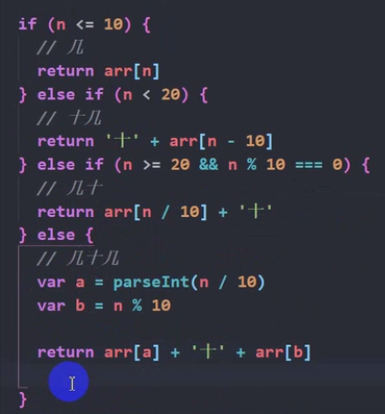 if (n <= 10) {
// 几
return arr[n]
} else if (n < 20) {
// 十几
return '十' + arr[n - 10]
} else if (n >= 20 && n % 10 === 0) {
// 几十
return arr[n / 10] + '十'
} else {
// 几十几
var a = parseInt(n / 10)
var b = n % 10
return arr[a] + '十' + arr[b]
}